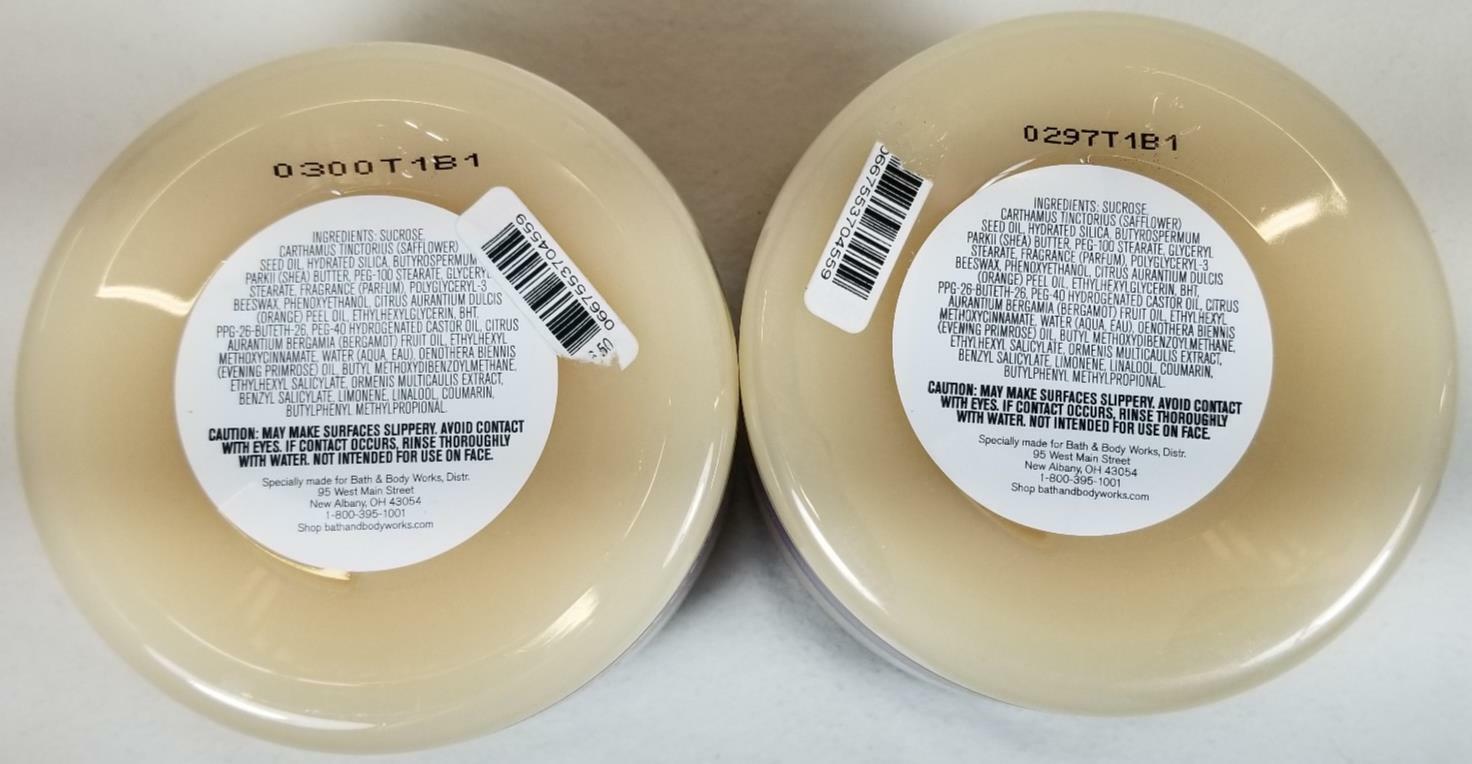 0300T1B1
INGREDIENTS: SUCROSE,
CARTHAMUS TINCTORIUS (SAFFLOWER)
SEED OIL, HYDRATED SILICA, BUTYROSPERMUM
PARKII (SHEA) BUTTER, PEG-100 STEARATE,
STEARATE, FRAGRANCE (PARFUM), POLYGLYCERYL-3
BEESWAX, PHENOXYETHANOL, CITRUS AURANTIUM DULCIS
(ORANGE) PEEL OIL, ETHYLHEXYLGLYCERIN, BHT,
PPG-26-BUTETH-26, PEG-40 HYDROGENATED CASTOR OIL, CITRUS
AURANTIUM BERGAMIA (BERGAMOT) FRUIT OIL, ETHYLHEXYL
METHOXYCINNAMATE, WATER (AQUA, EAU), OENOTHERA BIENNIS
(EVENING PRIMROSE) OIL, BUTYL METHOXYDIBENZOYLMETHANE,
ETHYLHEXYL SALICYLATE, ORMENIS MULTICAULIS EXTRACT,
BENZYL SALICYLATE, LIMONENE, LINALOOL, COUMARIN,
BUTYLPHENYL METHYLPROPIONAL.
CAUTION: MAY MAKE SURFACES SLIPPERY. AVOID CONTACT
WITH EYES. IF CONTACT OCCURS, RINSE THOROUGHLY
WITH WATER. NOT INTENDED FOR USE ON FACE.
Specially made for Bath & Body Works, Distr.
95 West Main Street
New Albany, OH 43054
1-800-395-1001
Shop bathandbodyworks.com
0667553704559
0297T1B1
0667553704559
INGREDIENTS: SUCROSE,
CARTHAMUS TINCTORIUS (SAFFLOWER)
SEED OIL, HYDRATED SILICA, BUTYROSPERMUM
PARKII (SHEA) BUTTER, PEG-100 STEARATE, GLYCERYL
STEARATE, FRAGRANCE (PARFUM), POLYGLYCERYL-3
BEESWAX, PHENOXYETHANOL, CITRUS AURANTIUM DULCIS
(ORANGE) PEEL OIL, ETHYLHEXYLGLYCERIN, BHT,
PPG-26-BUTETH-26, PEG-40 HYDROGENATED CASTOR OIL, CITRUS
AURANTIUM BERGAMIA (BERGAMOT) FRUIT OIL, ETHYLHEXYL
METHOXYCINNAMATE, WATER (AQUA, EAU), OENOTHERA BIENNIS
(EVENING PRIMROSE) OIL, BUTYL METHOXYDIBENZOYLMETHANE,
ETHYLHEXYL SALICYLATE, ORMENIS MULTICAULIS EXTRACT,
BENZYL SALICYLATE, LIMONENE, LINALOOL, COUMARIN,
BUTYLPHENYL METHYLPROPIONAL.
CAUTION: MAY MAKE SURFACES SLIPPERY. AVOID CONTACT
WITH EYES. IF CONTACT OCCURS, RINSE THOROUGHLY
WITH WATER. NOT INTENDED FOR USE ON FACE.
Specially made for Bath & Body Works, Distr.
95 West Main Street
New Albany, OH 43054
1-800-395-1001
Shop bathandbodyworks.com